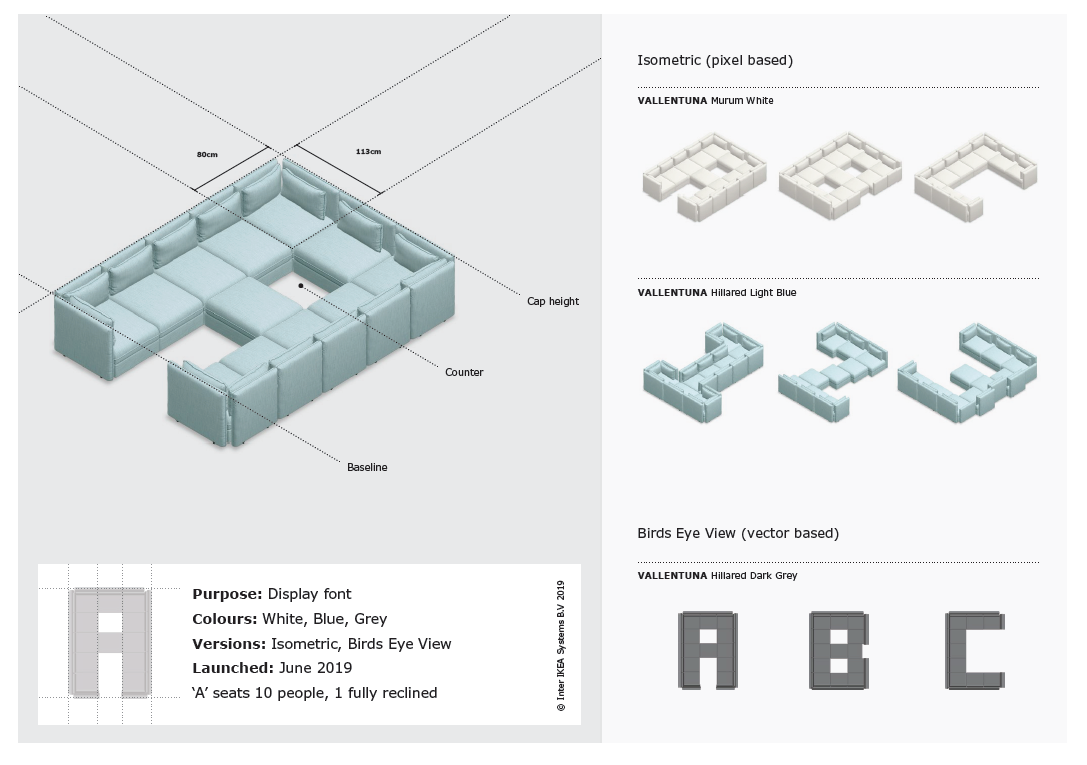 80cm
113cm
Cap height
Counter
Baseline
Purpose: Display font
Colours: White, Blue, Grey
Versions: Isometric, Birds Eye View
Launched: June 2019
‘A’ seats 10 people, 1 fully reclined
© Inter IKEA Systems B.V 2019
Isometric (pixel based)
VALLENTUNA Murum White
VALLENTUNA Hillared Light Blue
Birds Eye View (vector based)
VALLENTUNA Hillared Dark Grey